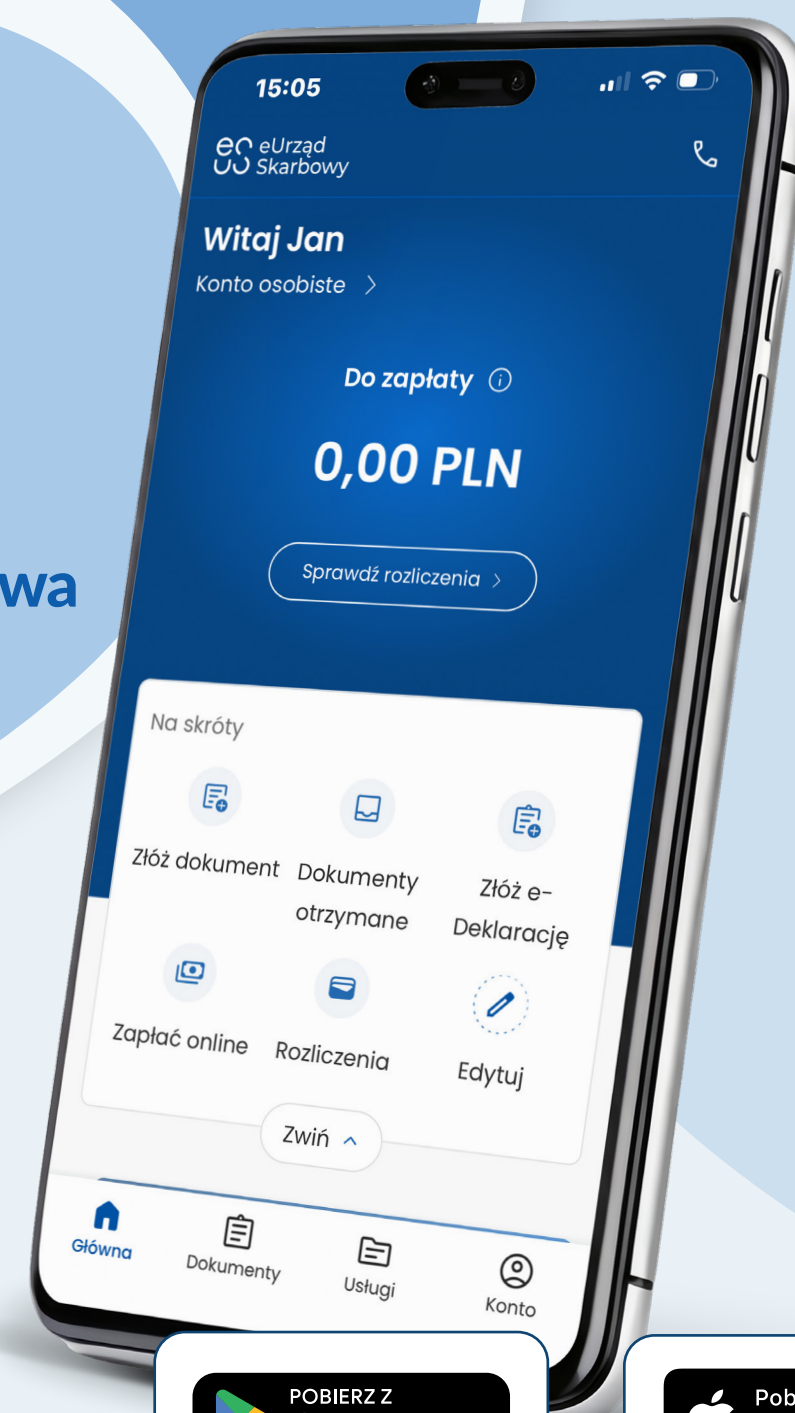 15:05
eUrząd
Skarbowy
Witaj Jan
Konto osobiste
Do zapłaty
0,00 PLN
Sprawdź rozliczenia
wa
Na skróty
Złóż dokument
Dokumenty
otrzymane
Złóż e-
Deklarację
Zapłać online
Rozliczenia
Edytuj
Zwiń
Główna
Dokumenty
Usługi
Konto
POBIERZ Z
Pob